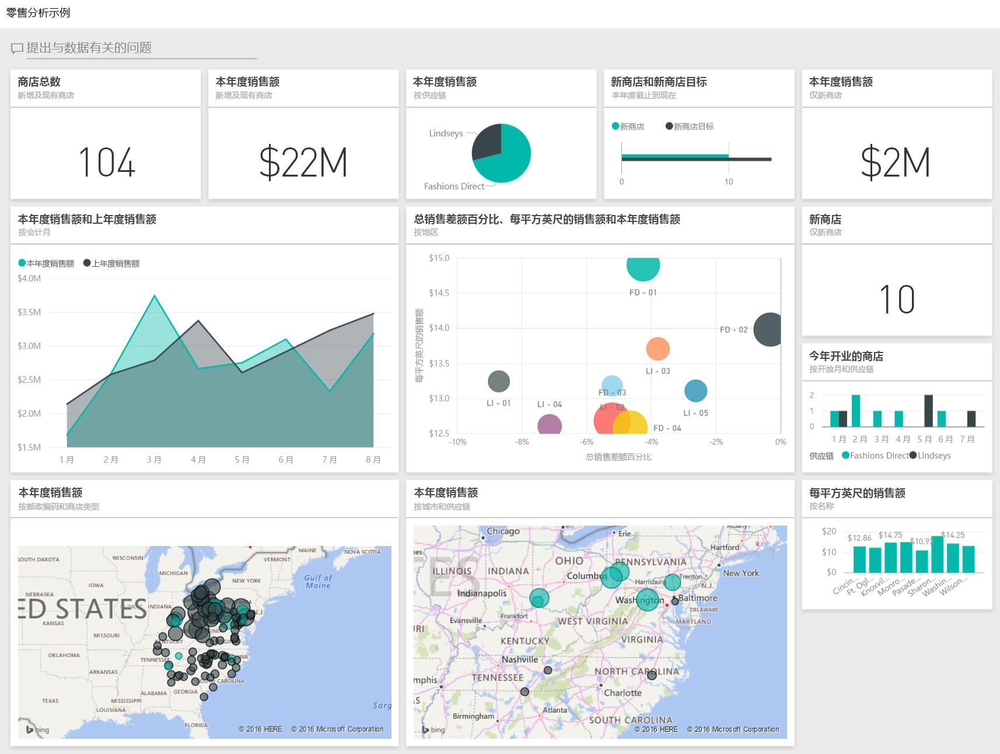 零售分析示例
提出与数据有关的问题
商店总数
新增及现有商店
104
本年度销售额
新增及现有商店
$22M
本年度销售额
按供应链
Lindseys
Fashions Direct
新商店和新商店目标
本年度截止到现在
新商店 新商店目标
0 10
本年度销售额
仅新商店
$2M
本年度销售额和上年度销售额
按会计月
本年度销售额 上年度销售额
$4.0M
$3.5M
$3.0M
$2.5M
$2.0M
$1.5M
1 月 2 月 3 月 4 月 5 月 6 月 7 月 8 月
总销售差额百分比、每平方英尺的销售额和本年度销售额
按地区
每平方英尺的销售额
$15.0
$14.5
$14.0
$13.5
$13.0
$12.5
FD - 01
FD - 02
LI - 03
FD - 03
LI - 01
LI - 04
LI - 02
LI - 05
FD - 04
-10% -8% -6% -4% -2% 0%
总销售差额百分比
新商店
仅新商店
10
今年开业的商店
按开放月和供应链
2
1
0
1 月 2 月 3 月 4 月 5 月 6 月 7 月
供应链 Fashions Direct Lindseys
本年度销售额
按邮政编码和商店类型
MAINE
NOVA SCOTIA
SOUTH DAKOTA
WISCONSIN
VERMONT
MICHIGAN
NEW YORK
Gulf of
Maine
IOWA
NEBRASKA
ED STATES
INDIANA
KANSAS
MISSOURI
KENTUCKY
OKLAHOMA
TENNESSEE
ARKANSAS
SOUTH CAROLINA
ALABAMA
GEORGIA
TEXAS
MISSISSIPPI
LOUISIANA
Sarg
FLORIDA
bing
© 2016 HERE © 2016 Microsoft Corporation
本年度销售额
按城市和供应链
Chicago
Erie
Albany
Hartford
R.I.
nes
ES
OHIO
PENNSYLVANIA
ILLINOIS
INDIANA
Columbus
Harrisburg
Trenton
New York
N.J.
Indianapolis
Washington
Baltimore
DELAWARE
Frankfort
Evansville
WEST VIRGINIA
MARYLAND
URI
KENTUCKY
VIRGINIA
Nashville
mphis
TENNESSEE
NORTH CAROLINA
AS
Charlotte
Birmingham
Atlanta
SOUTH CAROLINA
bing
© 2016 HERE © 2016 Microsoft Corporation
每平方英尺的销售额
按名称
$20
$10
$0
$12.86 $14.75 $10.92 $14.25
Cincin... Ft. Ogl... Knoxvil... Monro... Pasade... Sharon... Washin... Wilson...